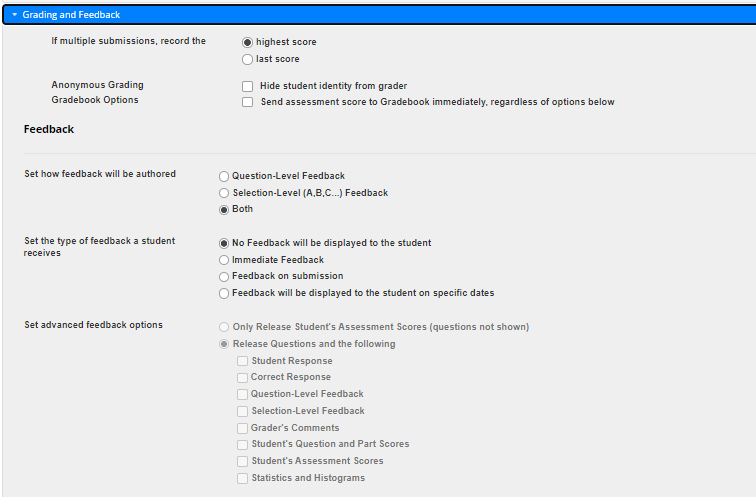 Grading and Feedback
If multiple submissions, record the
highest score
last score
Anonymous Grading
Hide student identity from grader
Gradebook Options
Send assessment score to Gradebook immediately, regardless of options below
Feedback
Set how feedback will be authored
Question-Level Feedback
Selection-Level (A,B,C...) Feedback
Both
Set the type of feedback a student
receives
No Feedback will be displayed to the student
Immediate Feedback
Feedback on submission
Feedback will be displayed to the student on specific dates
Set advanced feedback options
Only Release Student's Assessment Scores (questions not shown)
Release Questions and the following
Student Response
Correct Response
Question-Level Feedback
Selection-Level Feedback
Grader's Comments
Student's Question and Part Scores
Student's Assessment Scores
Statistics and Histograms